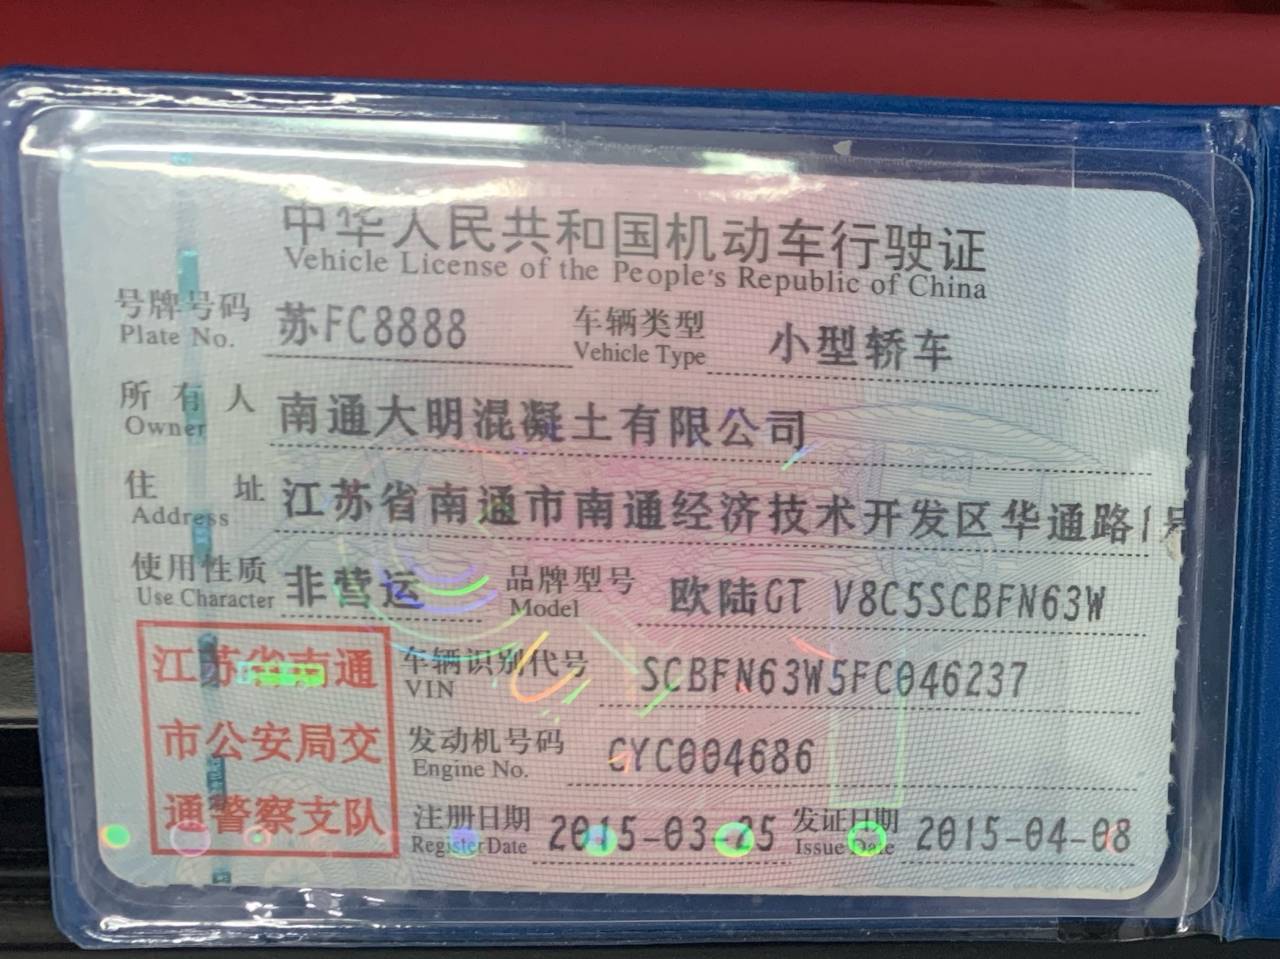 中华人民共和国机动车行驶证
Vehicle License of the People's Republic of China
号牌号码 苏FC8888 车辆类型 小型轿车
Plate No. Vehicle Type
所有人 南通大明混凝土有限公司
Owner
住址 江苏省南通市南通经济技术开发区华通路1号
Address
使用性质 非营运 品牌型号 欧陆GT V8C5SCBFN63W
Use Character Model
江苏省南通 车辆识别代号 SCBFN63W5FC046237
VIN
市公安局交 发动机号码 CYC004686
Engine No.
通警察支队 注册日期 2015-03-25 发证日期 2015-04-08
Register Date Issue Date